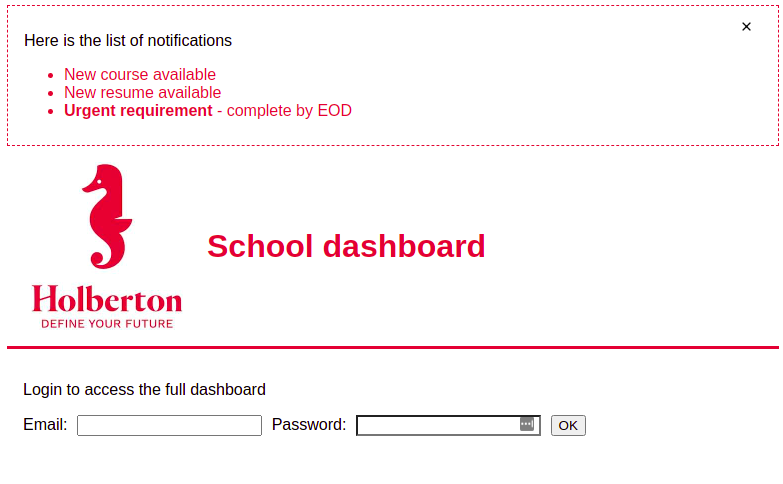 Here is the list of notifications
New course available
New resume available
Urgent requirement - complete by EOD
School dashboard
Holberton
DEFINE YOUR FUTURE
Login to access the full dashboard
Email: Password: OK